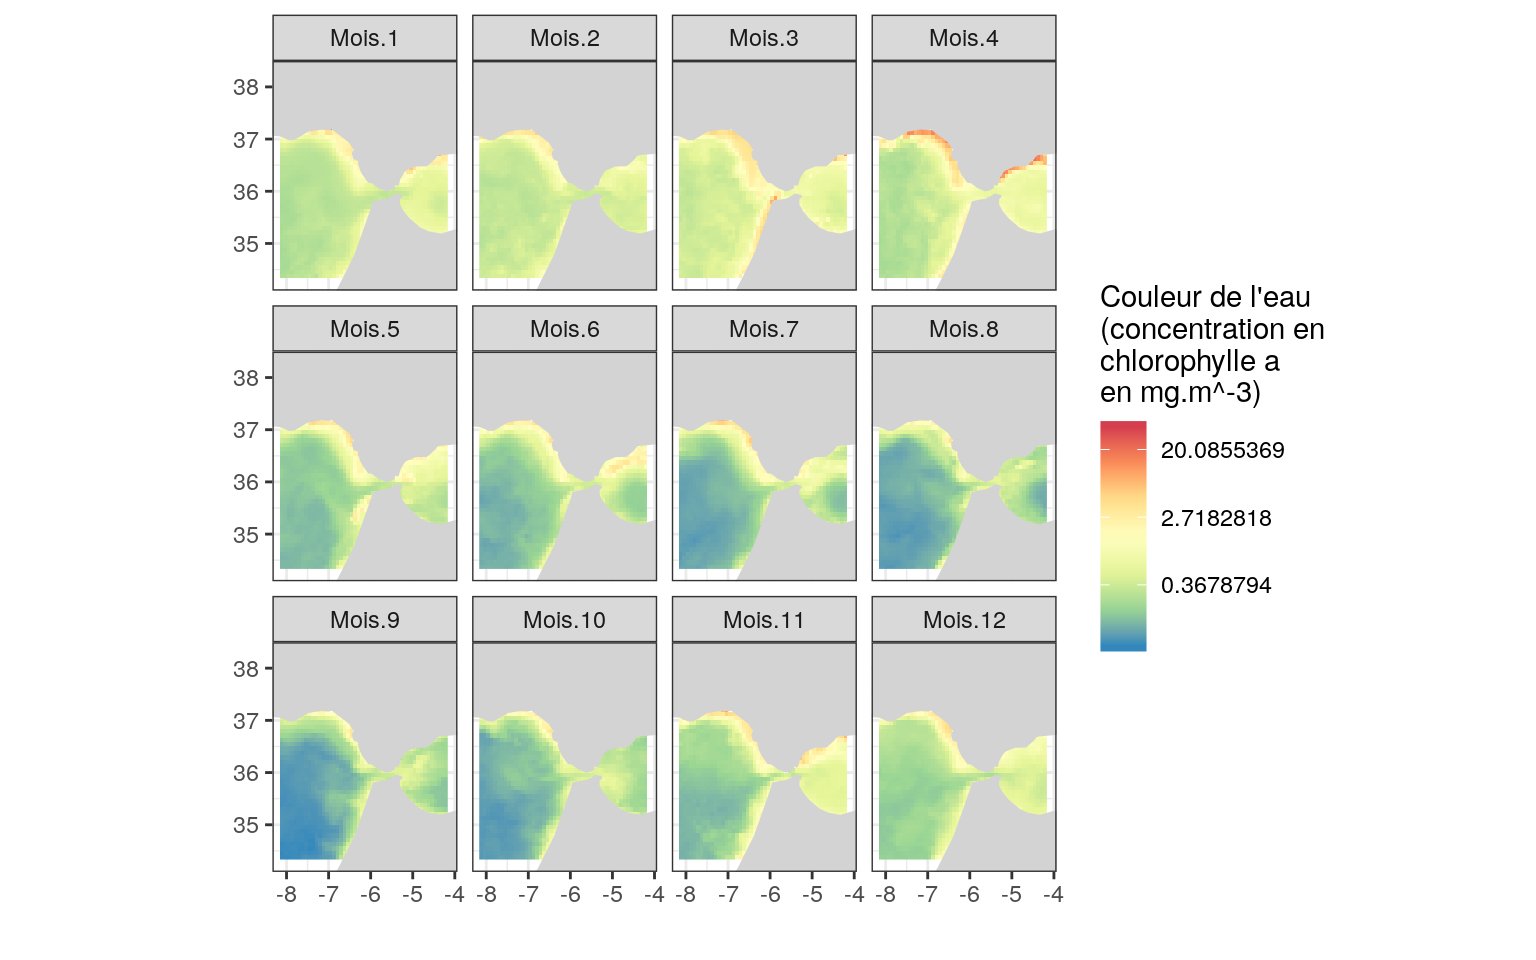 Mois.1 Mois.2 Mois.3 Mois.4
38
37
36
35
Mois.5 Mois.6 Mois.7 Mois.8
38
37
36
35
Mois.9 Mois.10 Mois.11 Mois.12
38
37
36
35
-8 -7 -6 -5 -4 -8 -7 -6 -5 -4 -8 -7 -6 -5 -4 -8 -7 -6 -5 -4
Couleur de l'eau
(concentration en
chlorophylle a
en mg.m^-3)
20.0855369
2.7182818
0.3678794